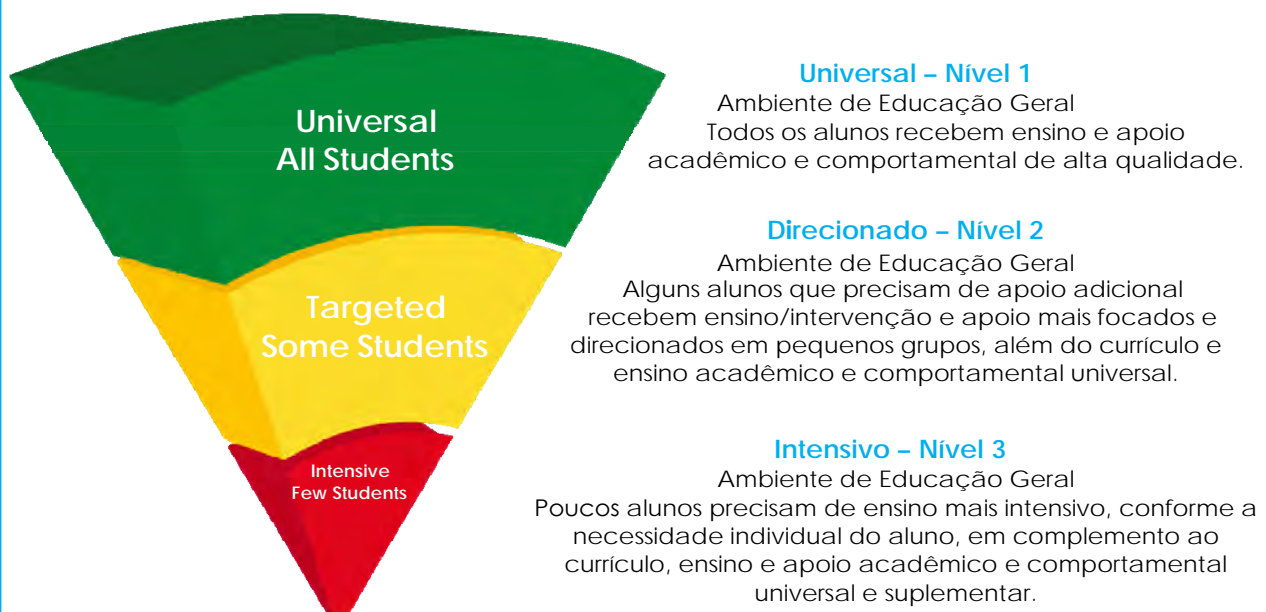 Universal
All Students
Targeted
Some Students
Intensive
Few Students
Universal – Nível 1
Ambiente de Educação Geral
Todos os alunos recebem ensino e apoio
acadêmico e comportamental de alta qualidade.
Direcionado – Nível 2
Ambiente de Educação Geral
Alguns alunos que precisam de apoio adicional
recebem ensino/intervenção e apoio mais focados e
direcionados em pequenos grupos, além do currículo e
ensino acadêmico e comportamental universal.
Intensivo – Nível 3
Ambiente de Educação Geral
Poucos alunos precisam de ensino mais intensivo, conforme a
necessidade individual do aluno, em complemento ao
currículo, ensino e apoio acadêmico e comportamental
universal e suplementar.